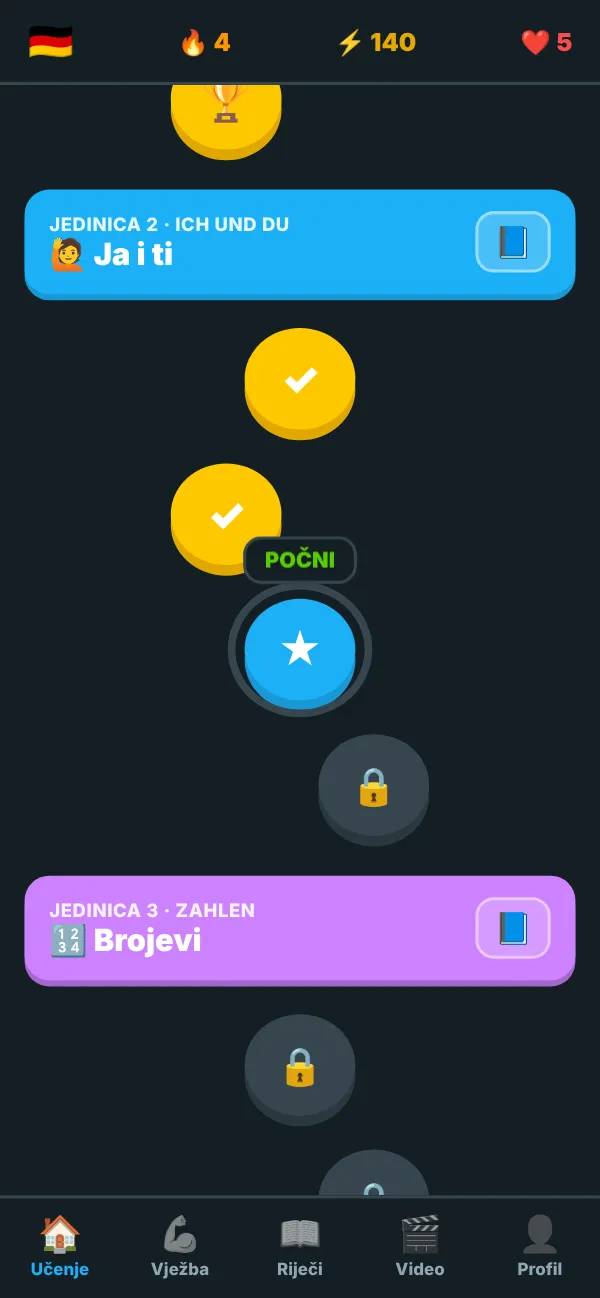 4
140
5
JEDINICA 2 · ICH UND DU
Ja i ti
POČNI
JEDINICA 3 · ZAHLEN
Brojevi
Učenje
Vježba
Riječi
Video
Profil